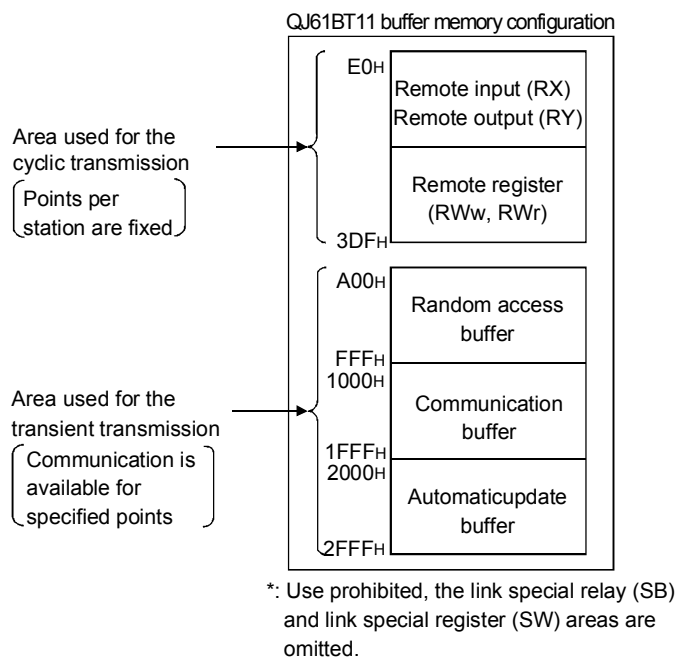 QJ61BT11 buffer memory configuration
E0H
Remote input (RX)
Remote output (RY)
Area used for the
cyclic transmission
Points per
station are fixed
Remote register
(RWw, RWr)
3DFH
A00H
Random access
buffer
FFFH
1000H
Area used for the
transient transmission
Communication is
available for
specified points
Communication
buffer
1FFFH
2000H
Automaticupdate
buffer
2FFFH
*: Use prohibited, the link special relay (SB)
and link special register (SW) areas are
omitted.